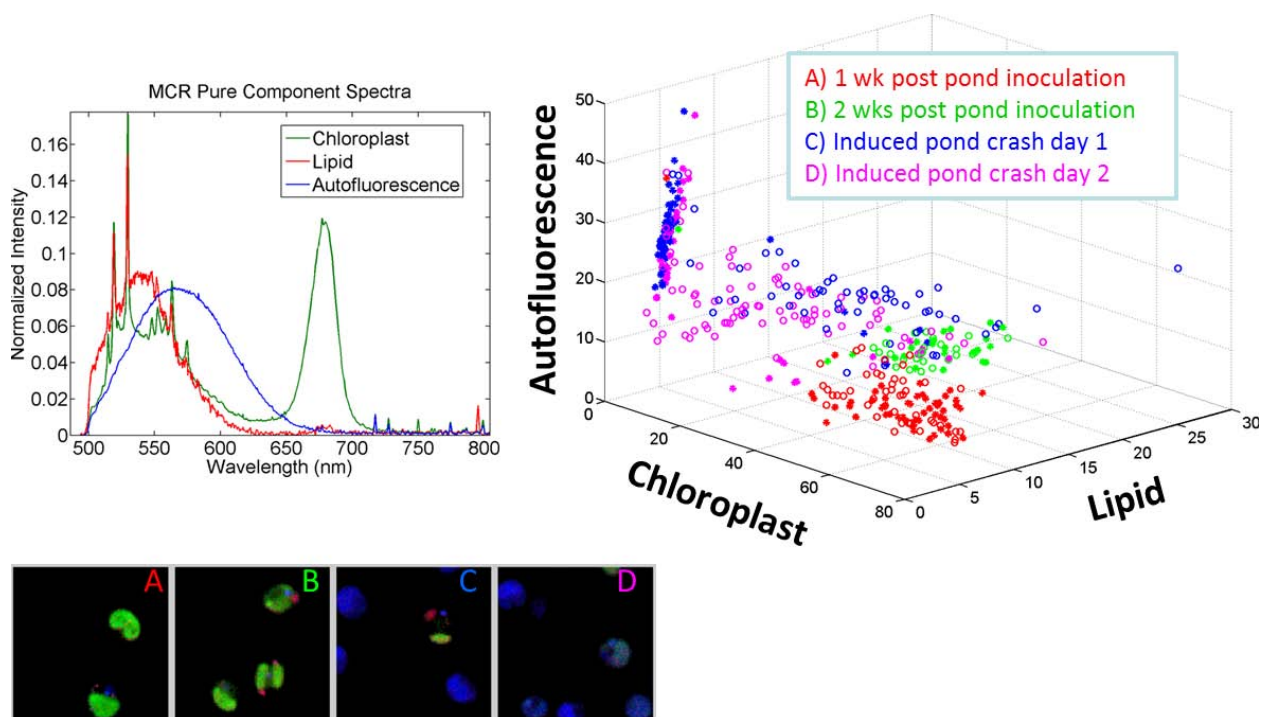 MCR Pure Component Spectra
Normalized Intensity
0.16
0.14
0.12
0.1
0.08
0.06
0.04
0.02
0
Chloroplast
Lipid
Autofluorescence
500 550 600 650 700 750 800
Wavelength (nm)
A) 1 wk post pond inoculation
B) 2 wks post pond inoculation
C) Induced pond crash day 1
D) Induced pond crash day 2
Autofluorescence
50
40
30
20
10
0
0
20
40
60
80
Chloroplast
0
5
10
15
20
25
30
Lipid
A B C D